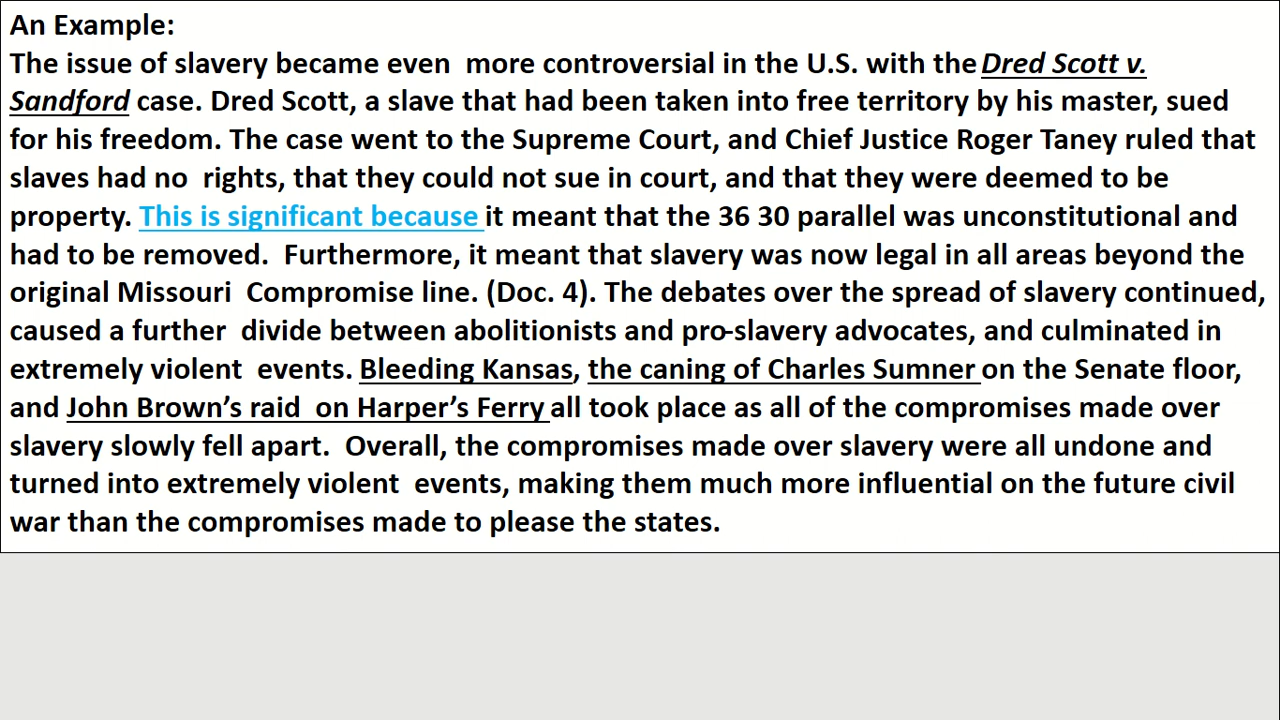 An Example:
The issue of slavery became even more controversial in the U.S. with the Dred Scott v.
Sandford case. Dred Scott, a slave that had been taken into free territory by his master, sued
for his freedom. The case went to the Supreme Court, and Chief Justice Roger Taney ruled that
slaves had no rights, that they could not sue in court, and that they were deemed to be
property. This is significant because it meant that the 36 30 parallel was unconstitutional and
had to be removed. Furthermore, it meant that slavery was now legal in all areas beyond the
original Missouri Compromise line. (Doc. 4). The debates over the spread of slavery continued,
caused a further divide between abolitionists and pro-slavery advocates, and culminated in
extremely violent events. Bleeding Kansas, the caning of Charles Sumner on the Senate floor,
and John Brown’s raid on Harper’s Ferry all took place as all of the compromises made over
slavery slowly fell apart. Overall, the compromises made over slavery were all undone and
turned into extremely violent events, making them much more influential on the future civil
war than the compromises made to please the states.